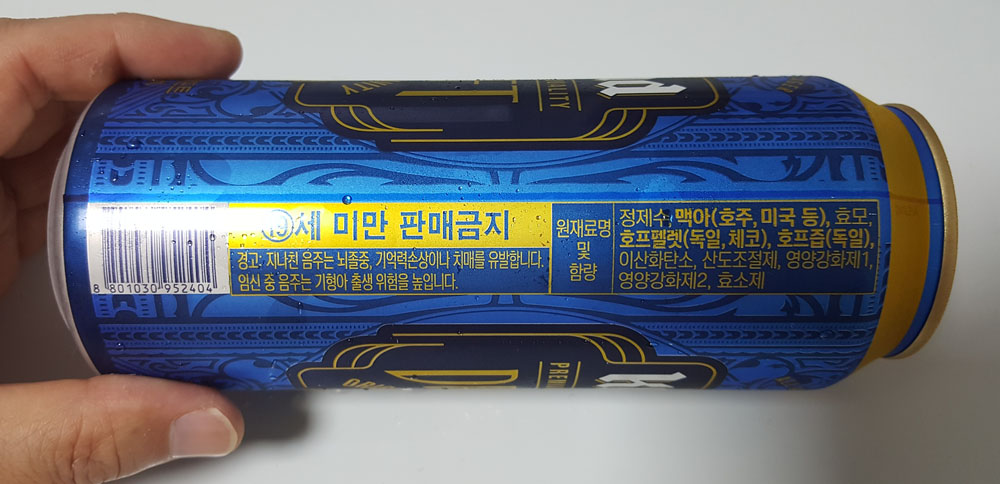 ⑲세 미만 판매금지
경고: 지나친 음주는 뇌졸중, 기억력손상이나 치매를 유발합니다.
임신 중 음주는 기형아 출생 위험을 높입니다.
원재료명
및
함량
정제수, 맥아(호주, 미국 등), 효모,
호프펠렛(독일, 체코), 호프즙(독일),
이산화탄소, 산도조절제, 영양강화제1,
영양강화제2, 효소제
8 801030 952404